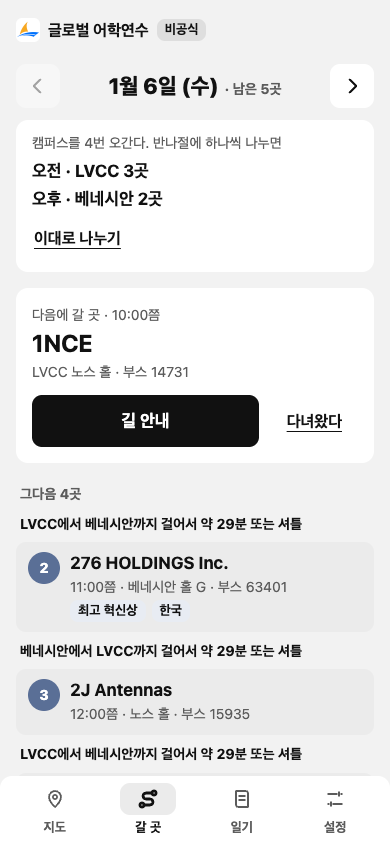 글로벌 어학연수 비공식
1월 6일 (수) · 남은 5곳
캠퍼스를 4번 오간다. 반나절에 하나씩 나누면
오전 · LVCC 3곳
오후 · 베네시안 2곳
이대로 나누기
다음에 갈 곳 · 10:00쯤
1NCE
LVCC 노스 홀 · 부스 14731
길 안내 다녀왔다
그다음 4곳
LVCC에서 베네시안까지 걸어서 약 29분 또는 셔틀
2 276 HOLDINGS Inc.
11:00쯤 · 베네시안 홀 G · 부스 63401
최고 혁신상 한국
베네시안에서 LVCC까지 걸어서 약 29분 또는 셔틀
3 2J Antennas
12:00쯤 · 노스 홀 · 부스 15935
LVCC에서 베네시안까지 걸어서 약 29분 또는 셔틀
지도 갈 곳 일기 설정